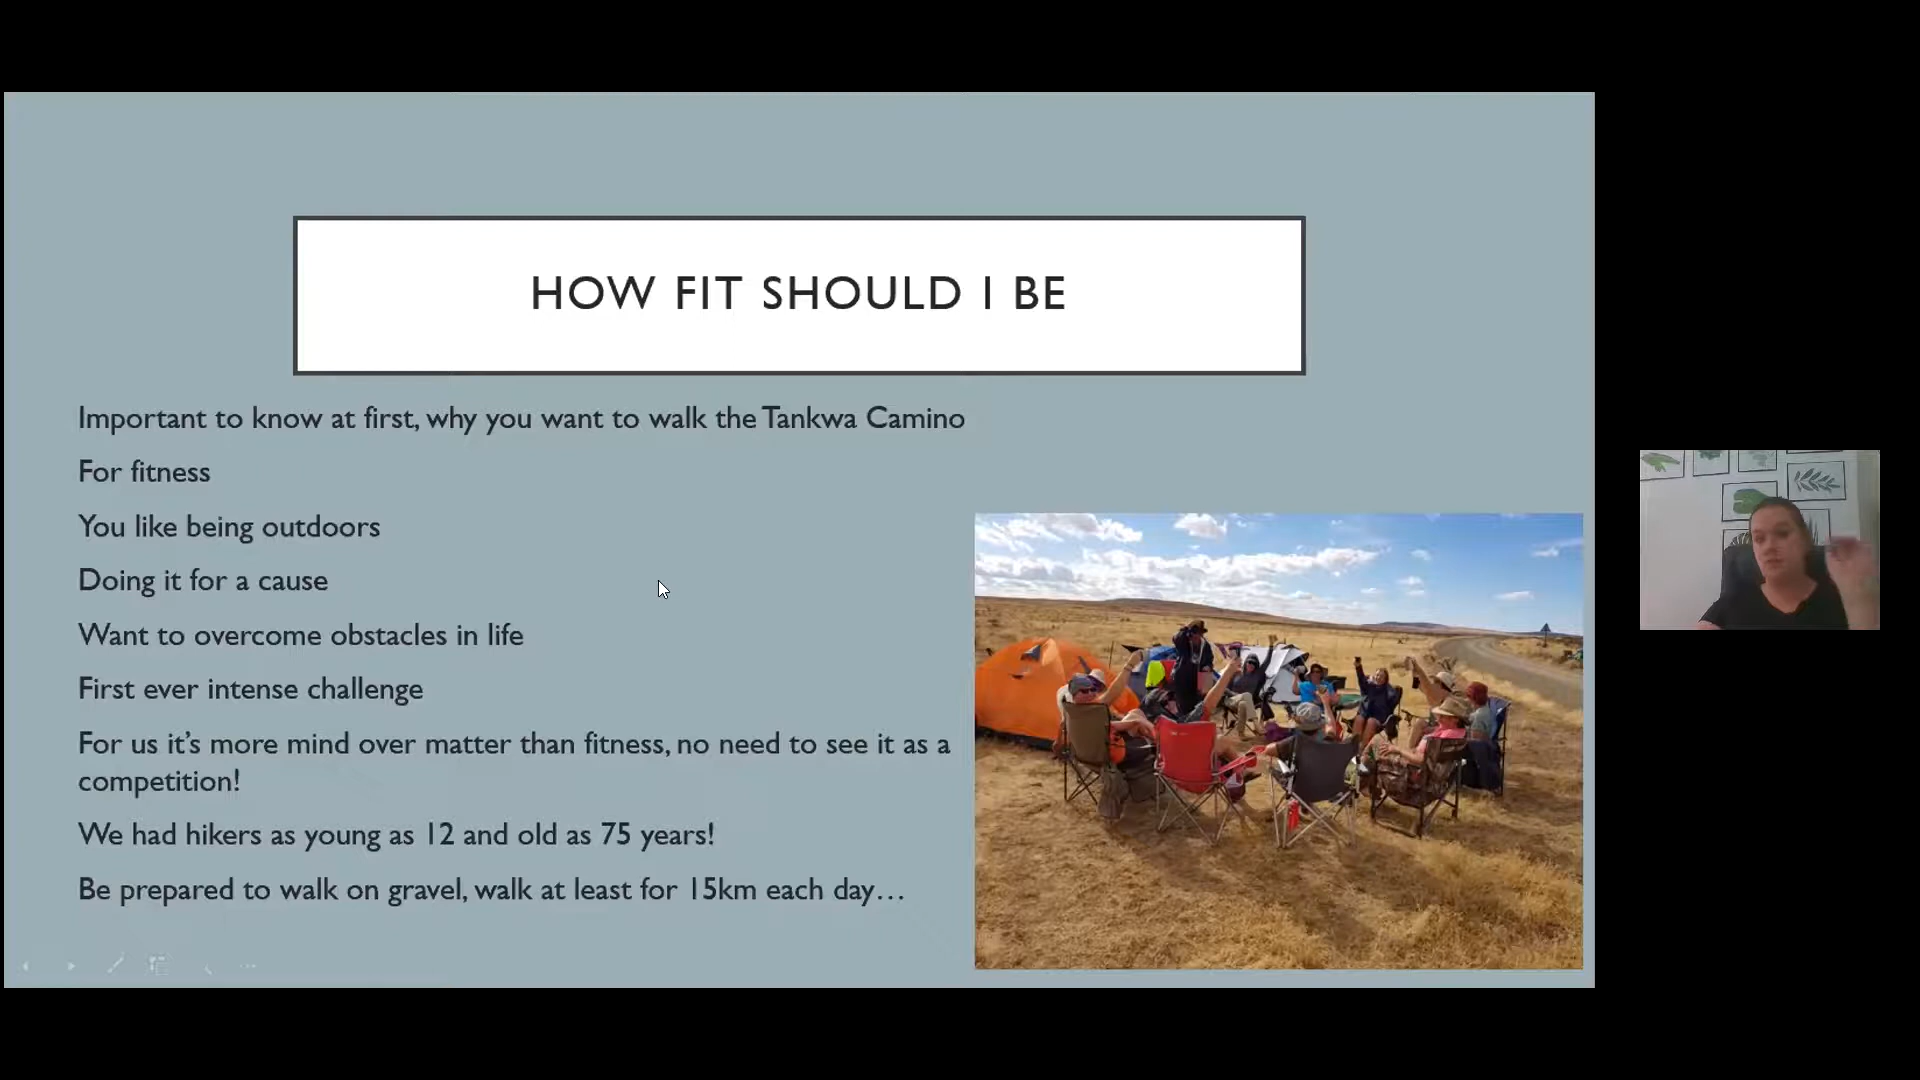 HOW FIT SHOULD I BE
Important to know at first, why you want to walk the Tankwa Camino
For fitness
You like being outdoors
Doing it for a cause
Want to overcome obstacles in life
First ever intense challenge
For us it’s more mind over matter than fitness, no need to see it as a
competition!
We had hikers as young as 12 and old as 75 years!
Be prepared to walk on gravel, walk at least for 15km each day…